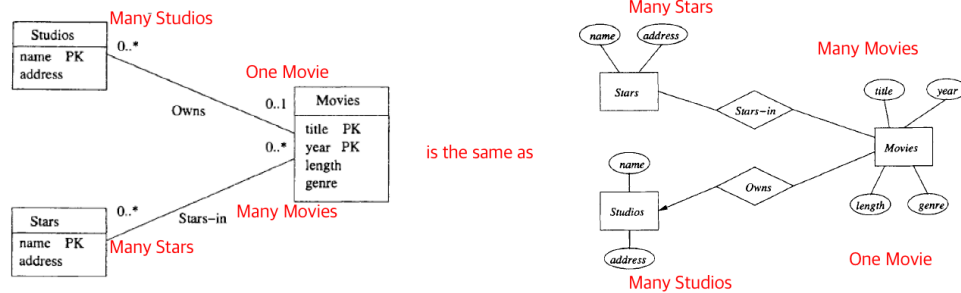 Many Studios
Studios
name PK
address
0..*
One Movie
Owns
0..1
Movies
title PK
year PK
length
genre
0..*
Many Movies
Stars-in
0..*
Many Stars
Stars
name PK
address
is the same as
Many Stars
name
address
Many Movies
Stars
Stars-in
title
year
Movies
name
Owns
Studios
length
genre
address
One Movie
Many Studios